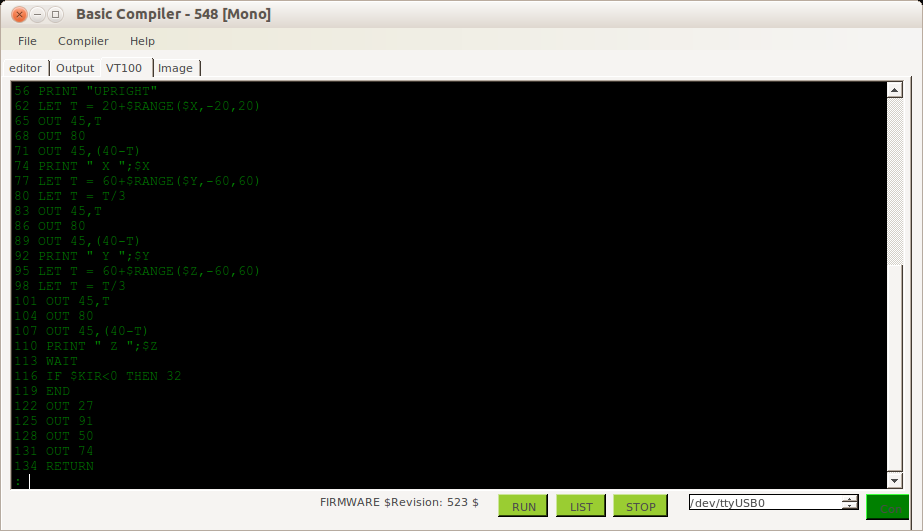 Basic Compiler - 548 [Mono]
File Compiler Help
editor Output VT100 Image
56 PRINT "UPRIGHT"
62 LET T = 20+$RANGE($X,-20,20)
65 OUT 45,T
68 OUT 80
71 OUT 45,(40-T)
74 PRINT " X ";$X
77 LET T = 60+$RANGE($Y,-60,60)
80 LET T = T/3
83 OUT 45,T
86 OUT 80
89 OUT 45,(40-T)
92 PRINT " Y ";$Y
95 LET T = 60+$RANGE($Z,-60,60)
98 LET T = T/3
101 OUT 45,T
104 OUT 80
107 OUT 45,(40-T)
110 PRINT " Z ";$Z
113 WAIT
116 IF $KIR<0 THEN 32
119 END
122 OUT 27
125 OUT 91
128 OUT 50
131 OUT 74
134 RETURN
:
FIRMWARE $Revision: 523 $ RUN LIST STOP /dev/ttyUSB0